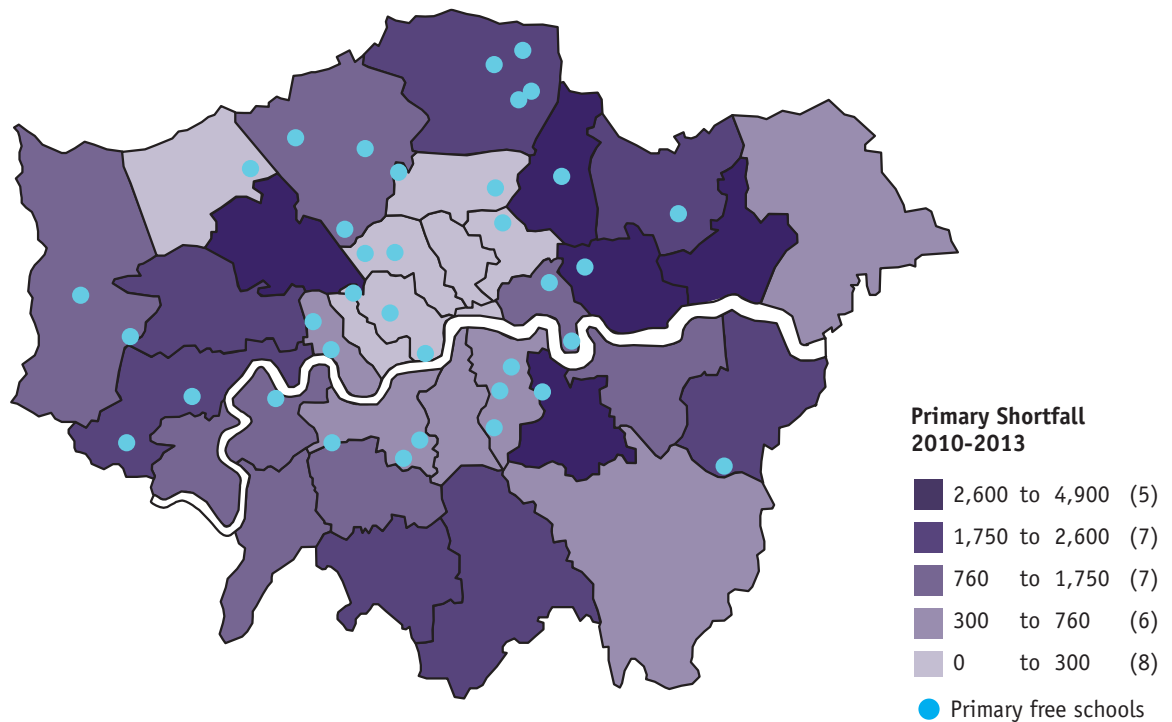 Primary Shortfall
2010-2013
2,600 to 4,900 (5)
1,750 to 2,600 (7)
760 to 1,750 (7)
300 to 760 (6)
0 to 300 (8)
Primary free schools